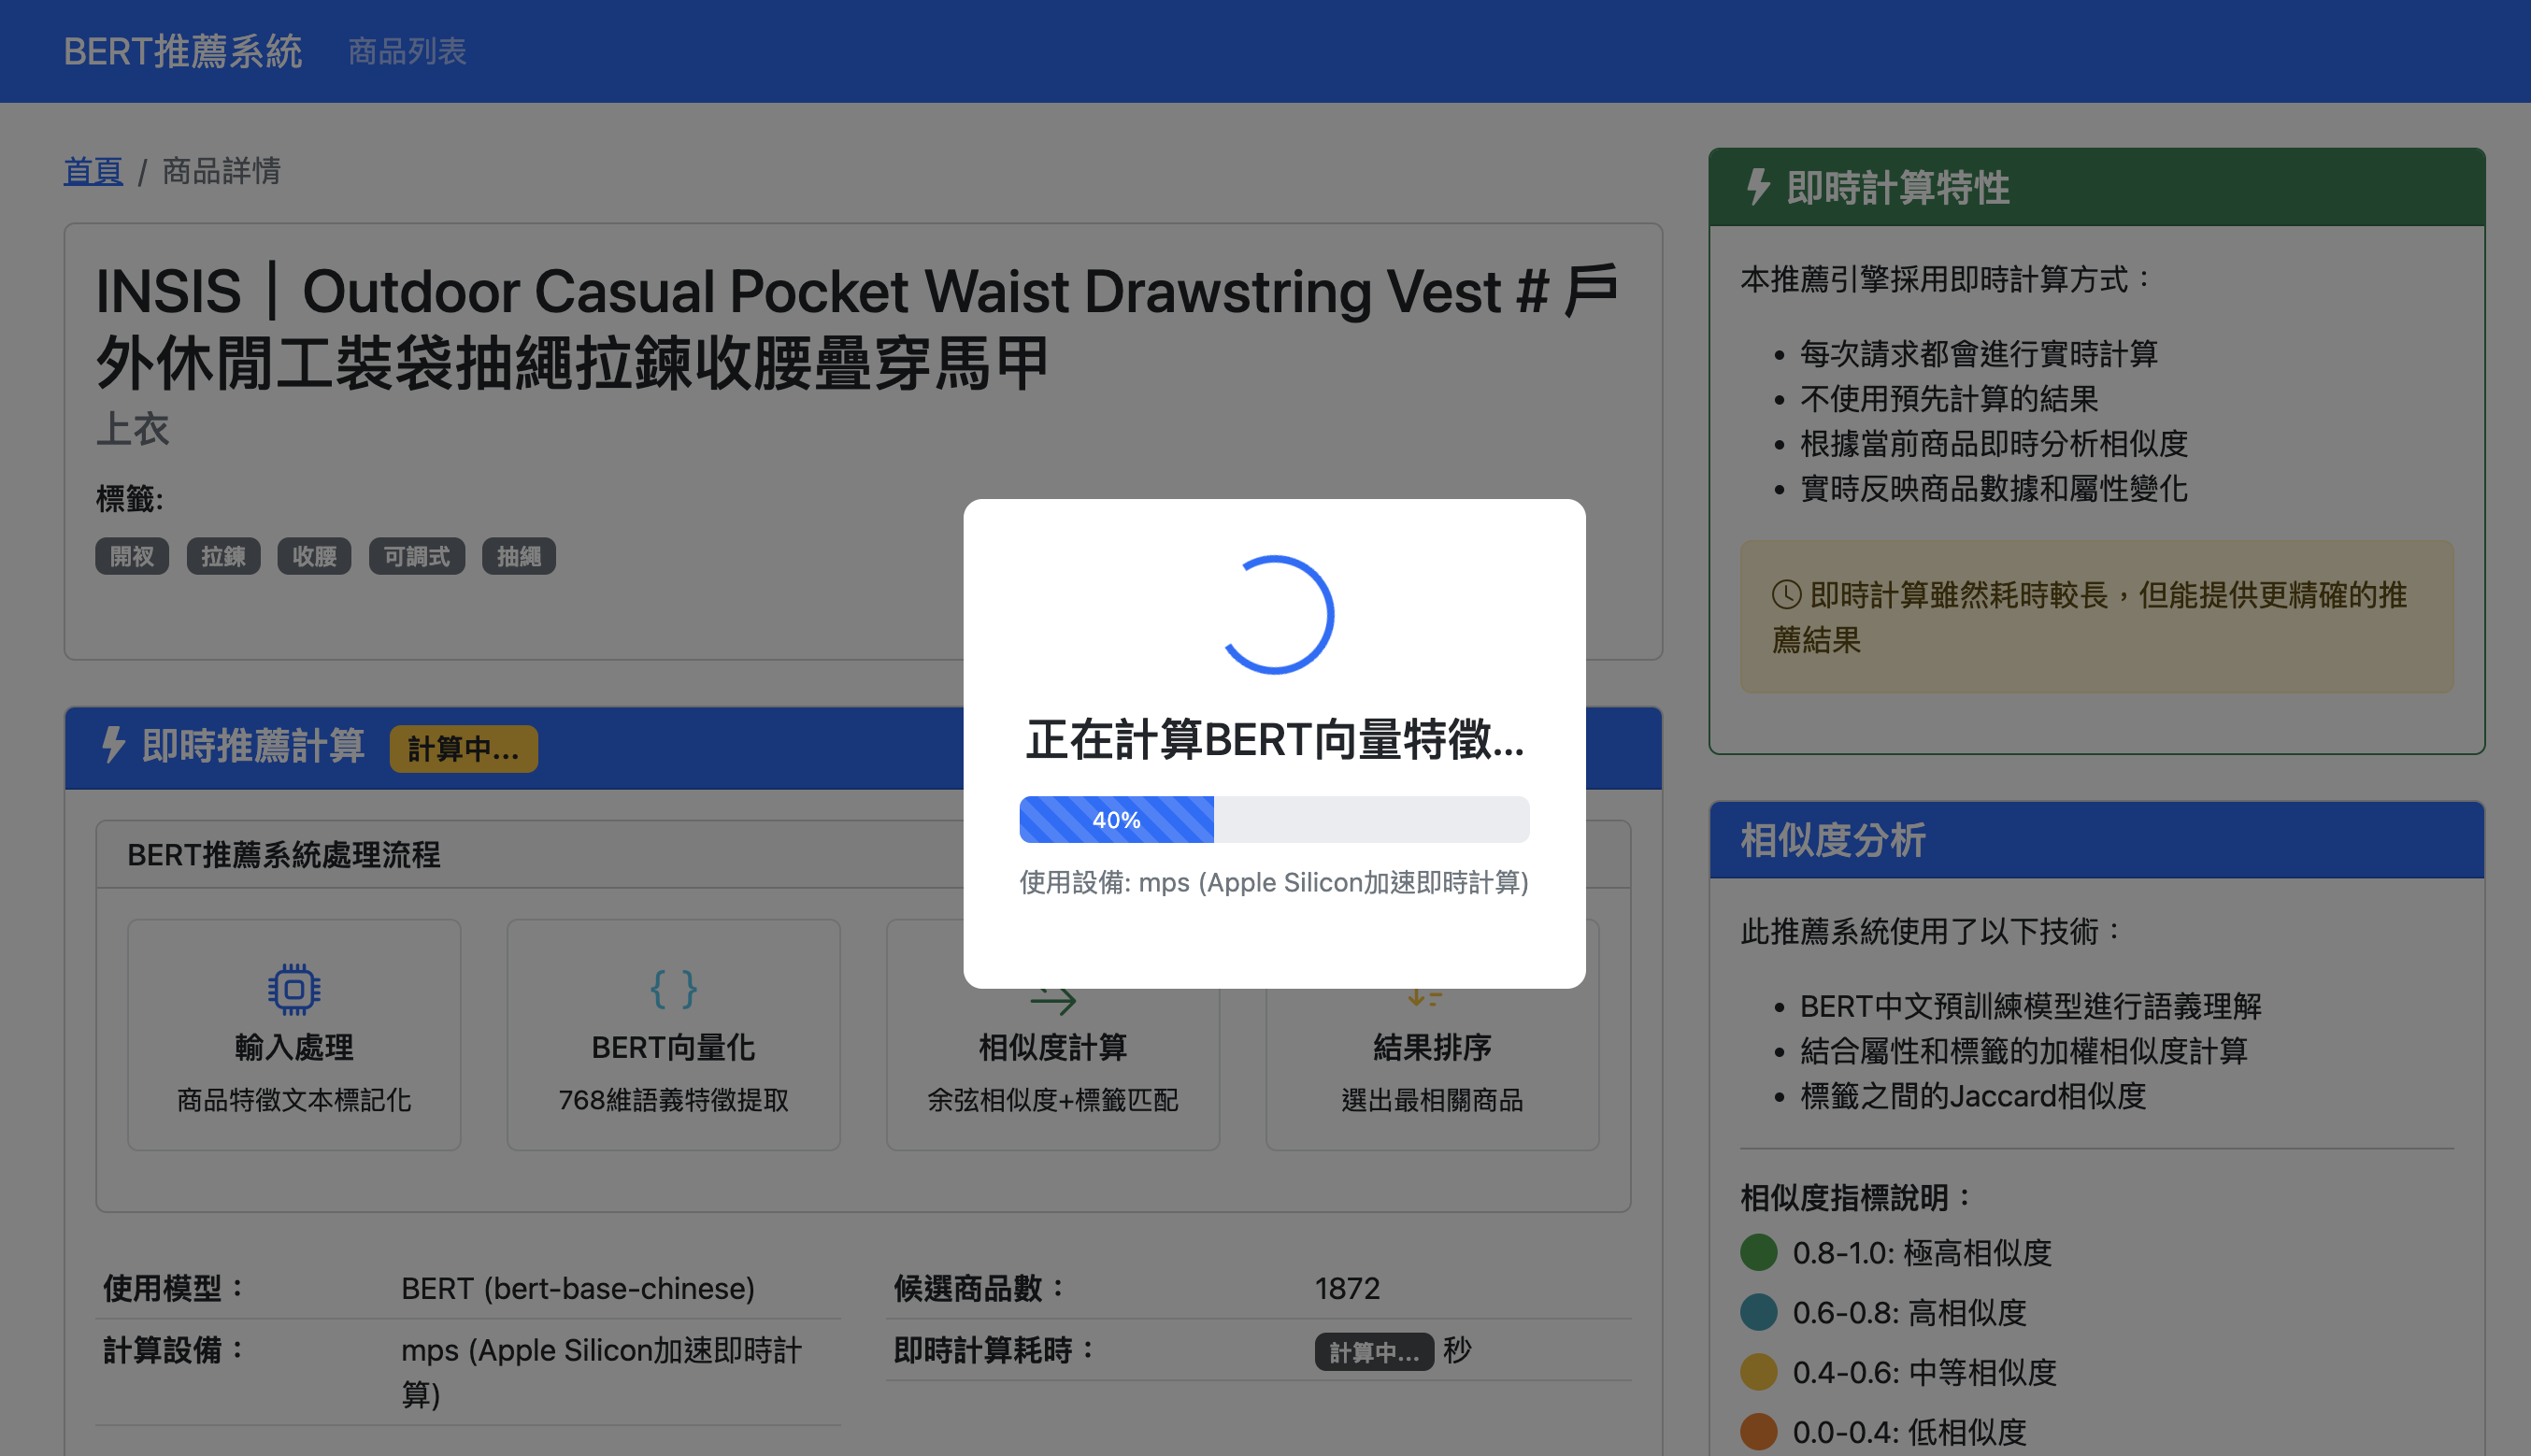 BERT推薦系統 商品列表
首頁 / 商品詳情
INSIS｜Outdoor Casual Pocket Waist Drawstring Vest # 戶
外休閒工裝袋抽繩拉鍊收腰疊穿馬甲
上衣
標籤:
開衩 拉鍊 收腰 可調式 抽繩
即時推薦計算 計算中...
BERT推薦系統處理流程
輸入處理
商品特徵文本標記化
BERT向量化
768維語義特徵提取
相似度計算
余弦相似度+標籤匹配
結果排序
選出最相關商品
使用模型： BERT (bert-base-chinese)
計算設備： mps (Apple Silicon加速即時計
算)
候選商品數： 1872
即時計算耗時： 計算中... 秒
正在計算BERT向量特徵...
40%
使用設備: mps (Apple Silicon加速即時計算)
即時計算特性
本推薦引擎採用即時計算方式：
• 每次請求都會進行實時計算
• 不使用預先計算的結果
• 根據當前商品即時分析相似度
• 實時反映商品數據和屬性變化
即時計算雖然耗時較長，但能提供更精確的推
薦結果
相似度分析
此推薦系統使用了以下技術：
• BERT中文預訓練模型進行語義理解
• 結合屬性和標籤的加權相似度計算
• 標籤之間的Jaccard相似度
相似度指標說明：
0.8-1.0: 極高相似度
0.6-0.8: 高相似度
0.4-0.6: 中等相似度
0.0-0.4: 低相似度